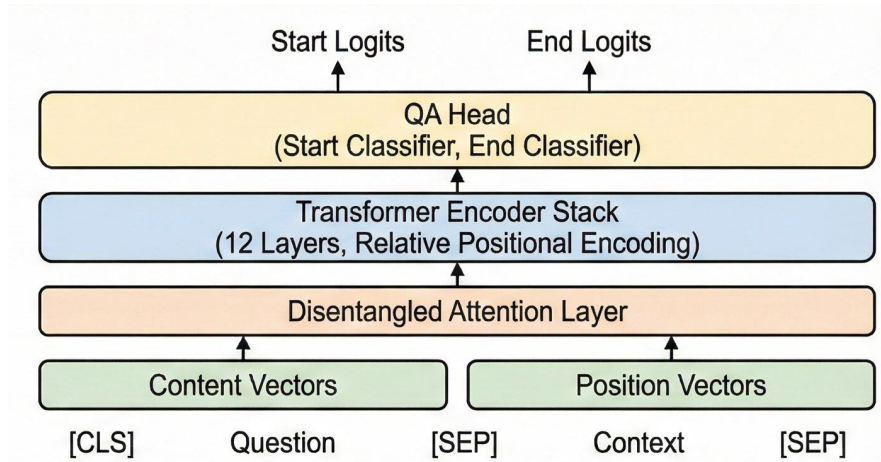 Start Logits End Logits
QA Head
(Start Classifier, End Classifier)
Transformer Encoder Stack
(12 Layers, Relative Positional Encoding)
Disentangled Attention Layer
Content Vectors Position Vectors
[CLS] Question [SEP] Context [SEP]